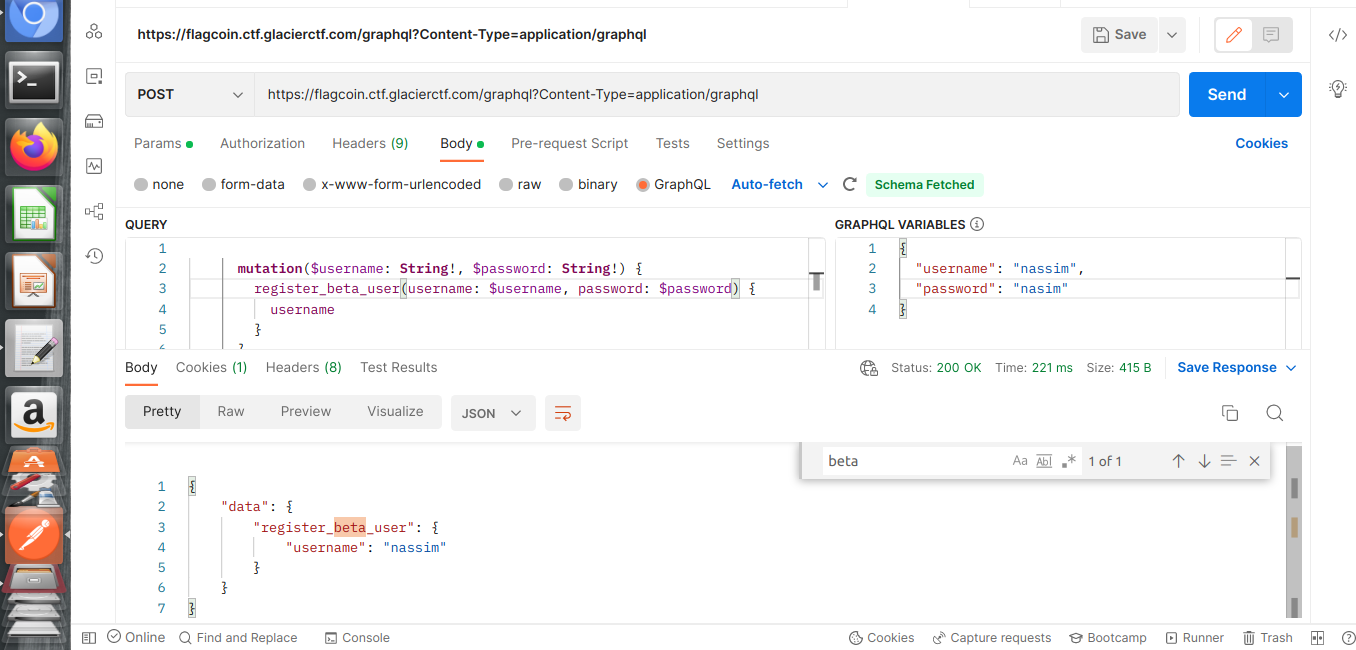 https://flagcoin.ctf.glacierctf.com/graphql?Content-Type=application/graphql
Save
POST
https://flagcoin.ctf.glacierctf.com/graphql?Content-Type=application/graphql
Send
Params Authorization Headers (9) Body Pre-request Script Tests Settings Cookies
none form-data x-www-form-urlencoded raw binary GraphQL Auto-fetch Schema Fetched
QUERY
1
2 mutation($username: String!, $password: String!) {
3 register_beta_user(username: $username, password: $password) {
4 username
5 }
6 }
GRAPHQL VARIABLES
1 {
2 "username": "nassim",
3 "password": "nasim"
4 }
Body Cookies (1) Headers (8) Test Results Status: 200 OK Time: 221 ms Size: 415 B Save Response
Pretty Raw Preview Visualize JSON
beta Aa Abl .* 1 of 1
1 {
2 "data": {
3 "register_beta_user": {
4 "username": "nassim"
5 }
6 }
7 }
Online Find and Replace Console Cookies Capture requests Bootcamp Runner Trash